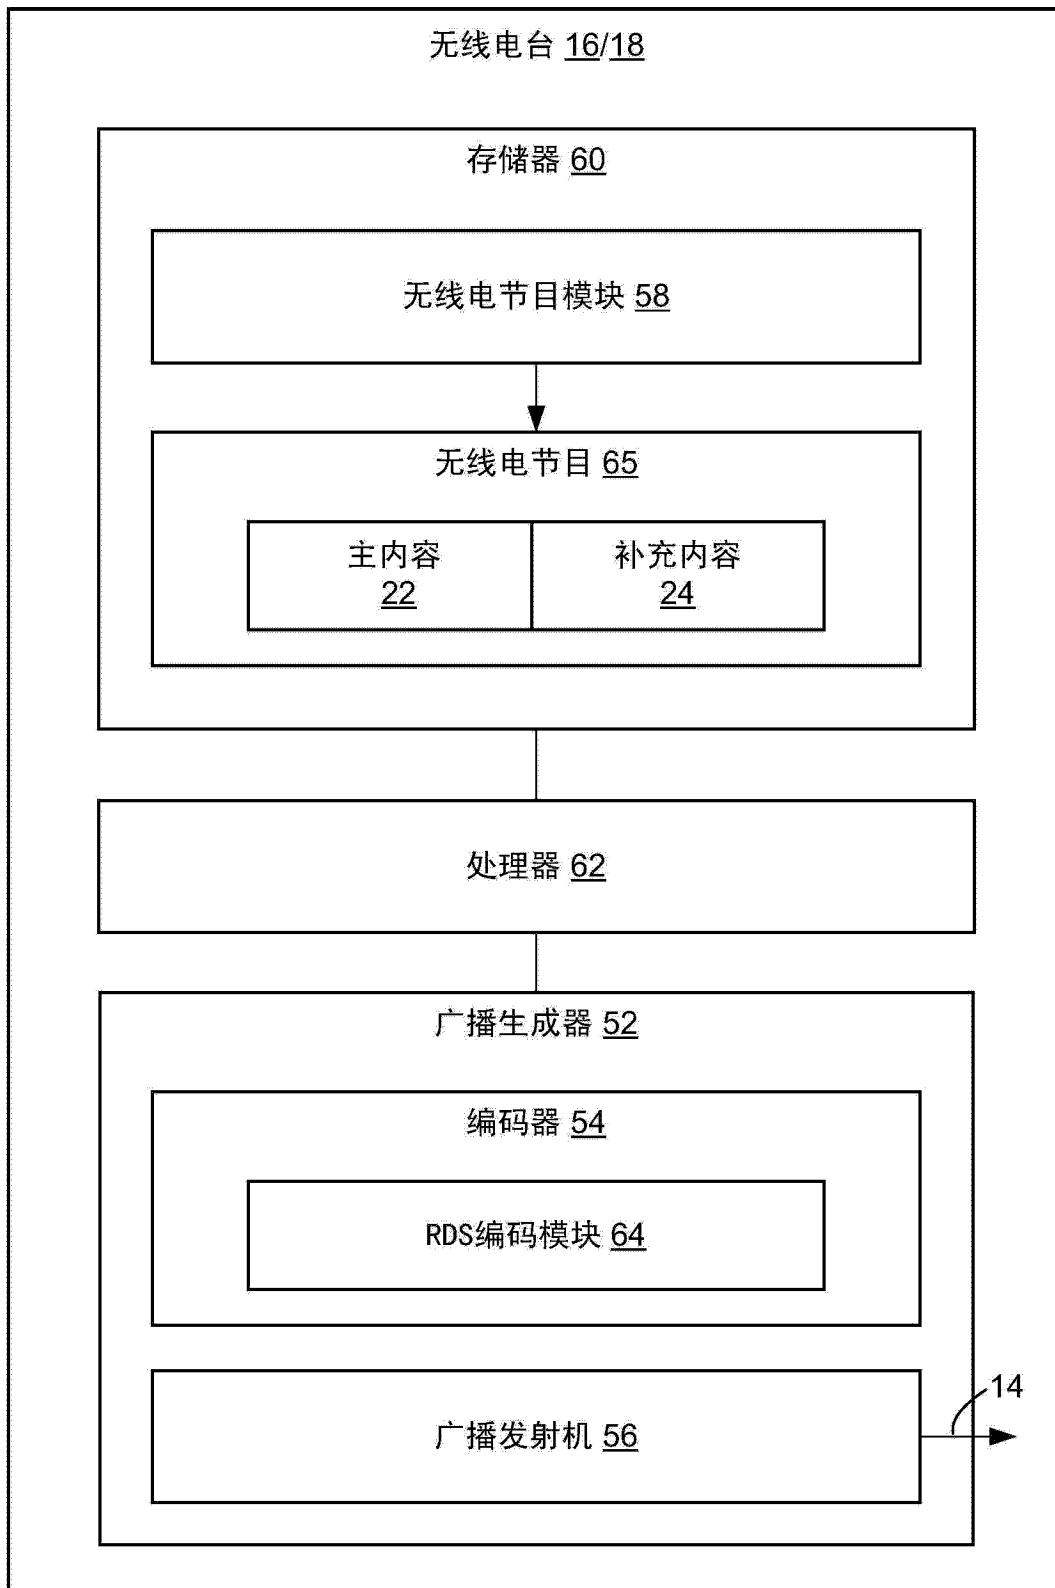 无线电台 16/18
存储器 60
无线电节目模块 58
无线电节目 65
主内容
22
补充内容
24
处理器 62
广播生成器 52
编码器 54
RDS编码模块 64
14
广播发射机 56